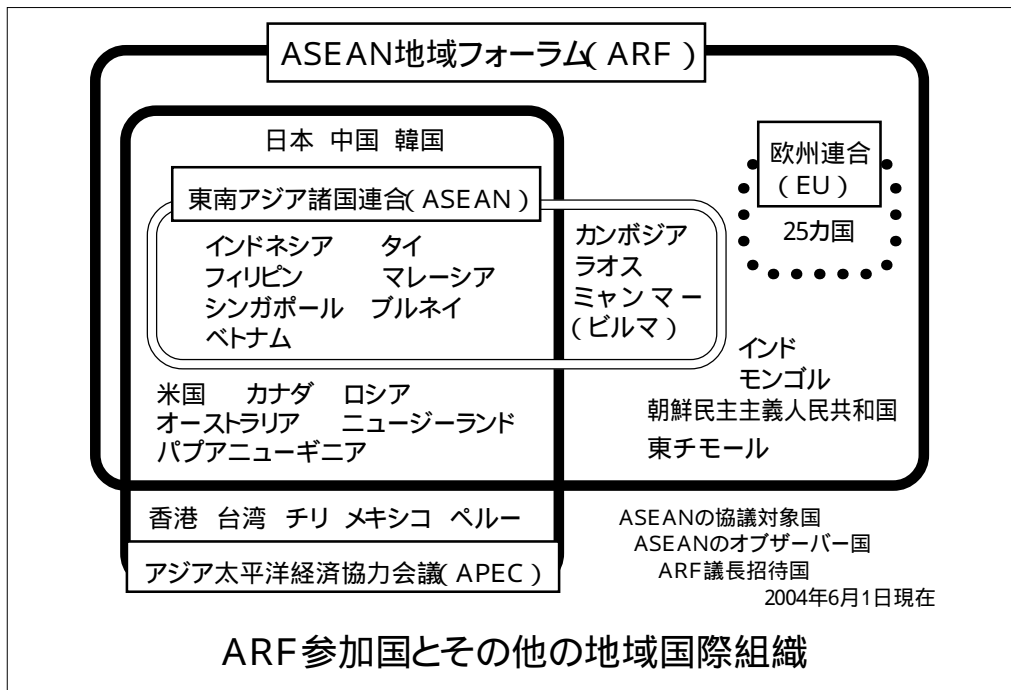 ASEAN地域フォーラム(ARF)
日本 中国 韓国
欧州連合
(EU)
25カ国
東南アジア諸国連合(ASEAN)
インドネシア タイ
フィリピン マレーシア
シンガポール ブルネイ
ベトナム
カンボジア
ラオス
ミャンマー
(ビルマ)
インド
モンゴル
朝鮮民主主義人民共和国
東チモール
米国 カナダ ロシア
オーストラリア ニュージーランド
パプアニューギニア
香港 台湾 チリ メキシコ ペルー
アジア太平洋経済協力会議(APEC)
ASEANの協議対象国
ASEANのオブザーバー国
ARF議長招待国
2004年6月1日現在
ARF参加国とその他の地域国際組織